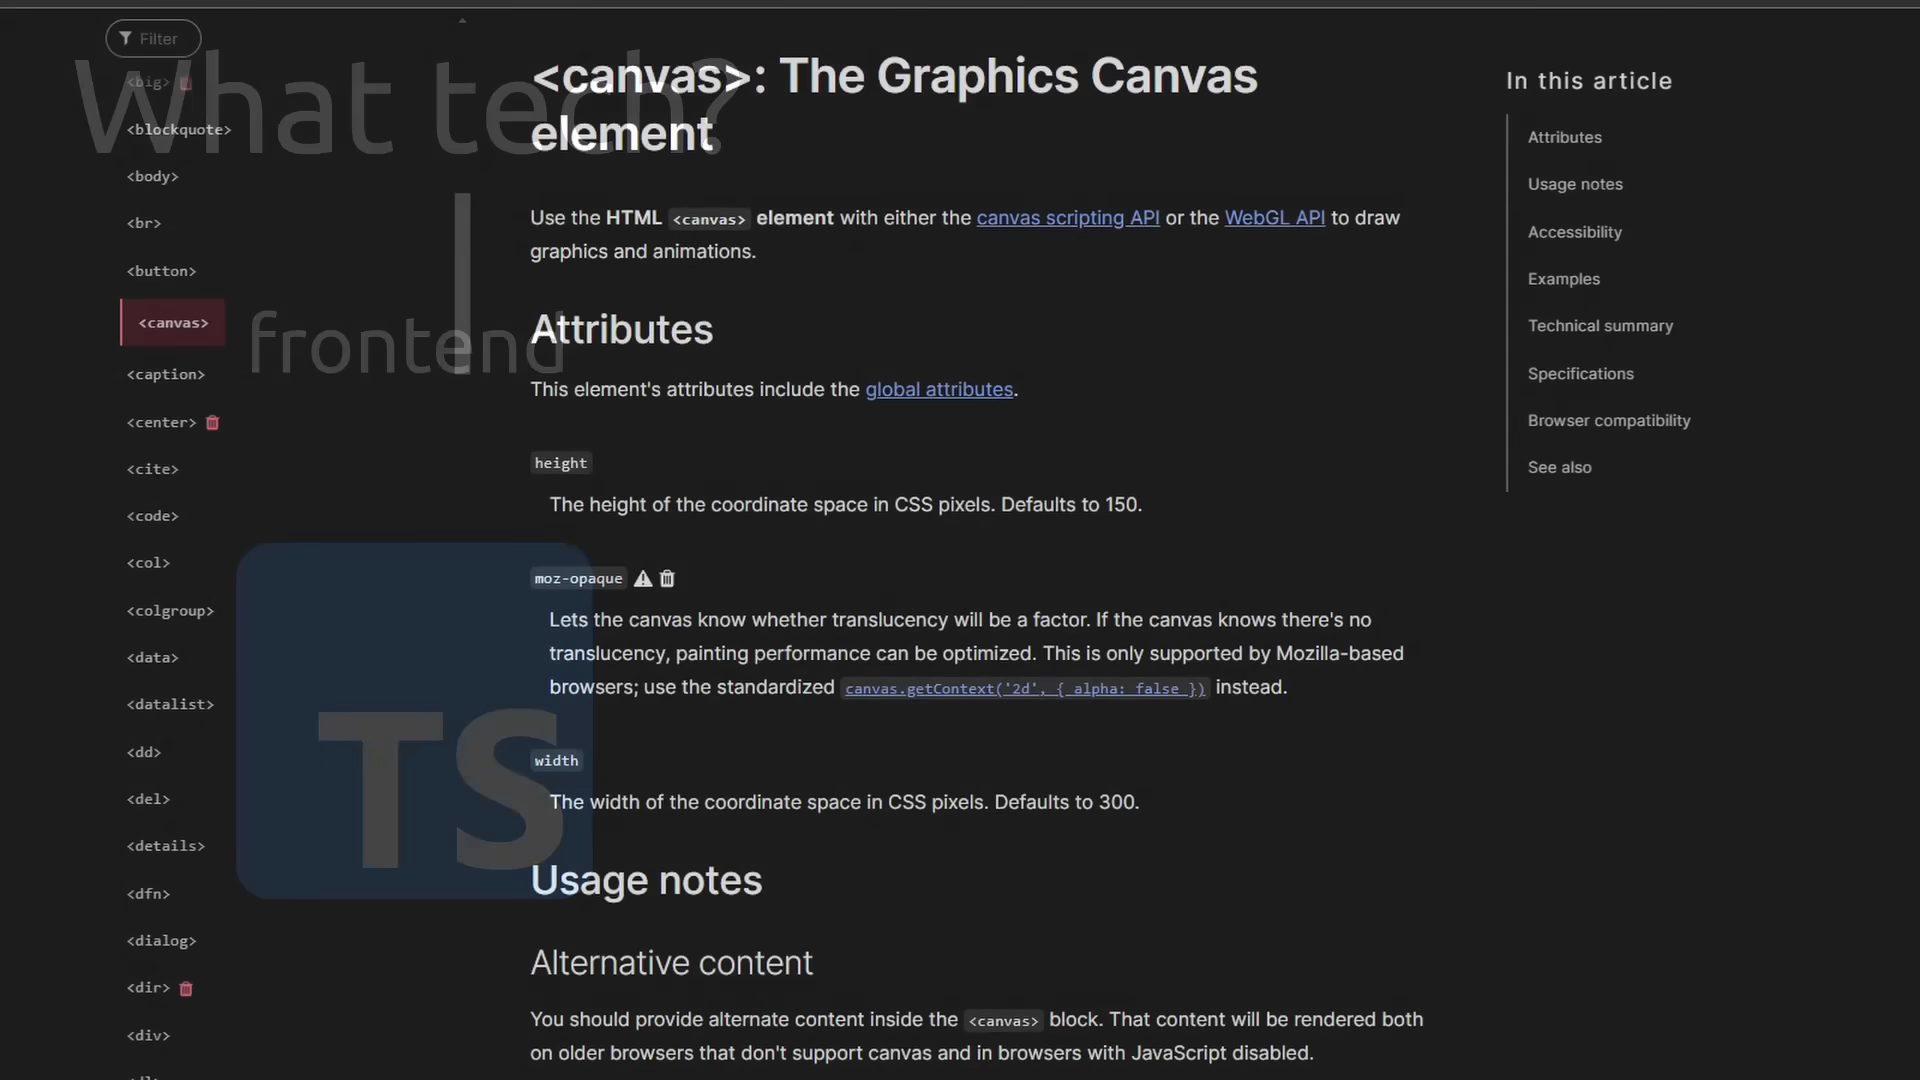 Filter
<big>
<blockquote>
<body>
<br>
<button>
<canvas>
<caption>
<center>
<cite>
<code>
<col>
<colgroup>
<data>
<datalist>
<dd>
<del>
<details>
<dfn>
<dialog>
<dir>
<div>
What tech?
frontend
TS
<canvas>: The Graphics Canvas
element
Use the HTML <canvas> element with either the canvas scripting API or the WebGL API to draw
graphics and animations.
Attributes
This element's attributes include the global attributes.
height
The height of the coordinate space in CSS pixels. Defaults to 150.
moz-opaque
Lets the canvas know whether translucency will be a factor. If the canvas knows there's no
translucency, painting performance can be optimized. This is only supported by Mozilla-based
browsers; use the standardized canvas.getContext('2d', { alpha: false }) instead.
width
The width of the coordinate space in CSS pixels. Defaults to 300.
Usage notes
Alternative content
You should provide alternate content inside the <canvas> block. That content will be rendered both
on older browsers that don't support canvas and in browsers with JavaScript disabled.
In this article
Attributes
Usage notes
Accessibility
Examples
Technical summary
Specifications
Browser compatibility
See also